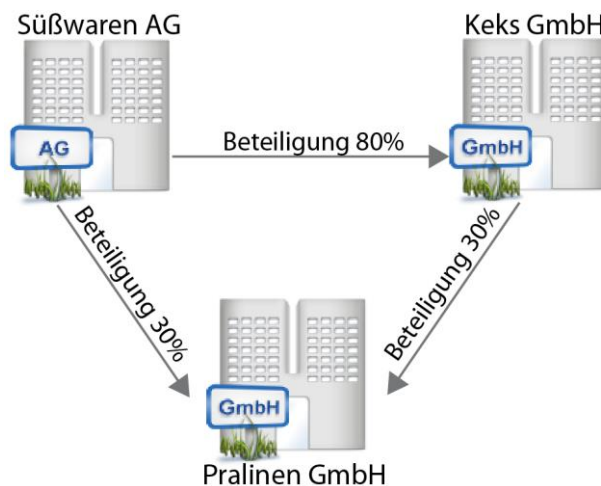 Süßwaren AG
Keks GmbH
AG
Beteiligung 80%
GmbH
Beteiligung 30%
Beteiligung 30%
GmbH
Pralinen GmbH